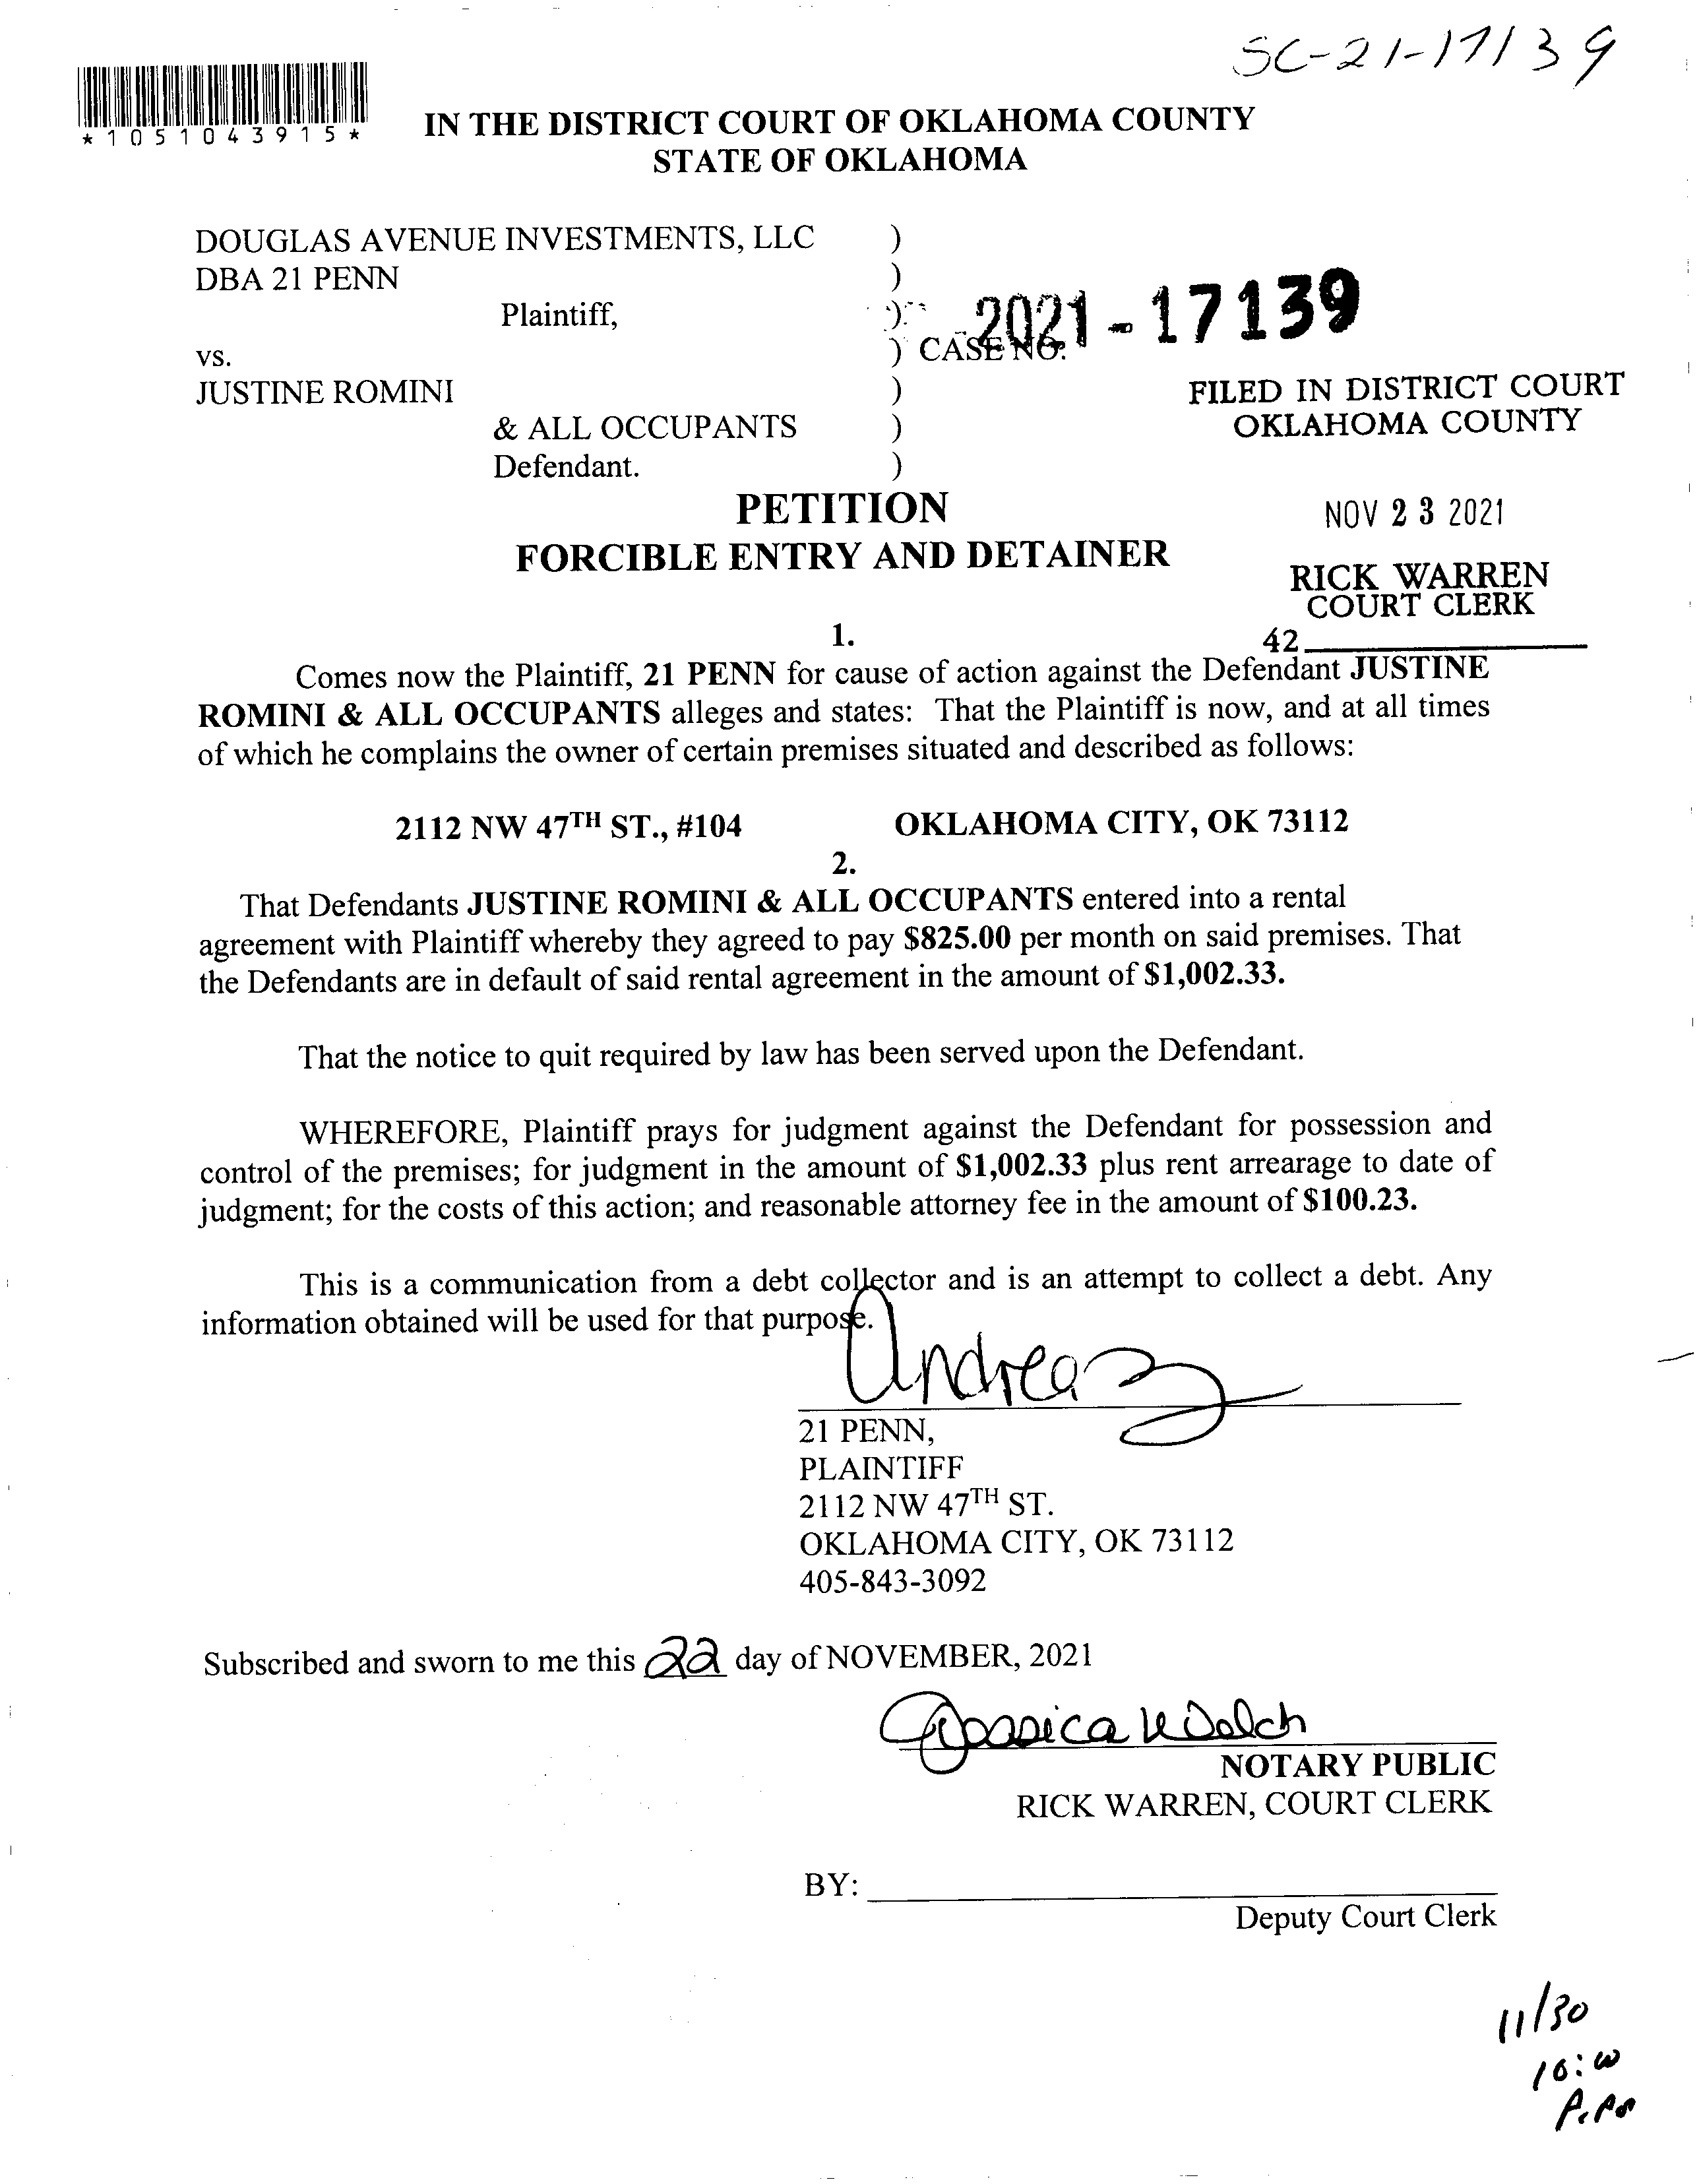 SC-21-17139
*1051043915*
IN THE DISTRICT COURT OF OKLAHOMA COUNTY
STATE OF OKLAHOMA
DOUGLAS AVENUE INVESTMENTS, LLC )
DBA 21 PENN )
Plaintiff, )
2021-17139
vs. ) CASE NO.
JUSTINE ROMINI )
FILED IN DISTRICT COURT
& ALL OCCUPANTS )
OKLAHOMA COUNTY
Defendant. )
PETITION
NOV 23 2021
FORCIBLE ENTRY AND DETAINER
RICK WARREN
COURT CLERK
1.
42
Comes now the Plaintiff, 21 PENN for cause of action against the Defendant JUSTINE
ROMINI & ALL OCCUPANTS alleges and states: That the Plaintiff is now, and at all times
of which he complains the owner of certain premises situated and described as follows:
2112 NW 47TH ST., #104 OKLAHOMA CITY, OK 73112
2.
That Defendants JUSTINE ROMINI & ALL OCCUPANTS entered into a rental
agreement with Plaintiff whereby they agreed to pay $825.00 per month on said premises. That
the Defendants are in default of said rental agreement in the amount of $1,002.33.
That the notice to quit required by law has been served upon the Defendant.
WHEREFORE, Plaintiff prays for judgment against the Defendant for possession and
control of the premises; for judgment in the amount of $1,002.33 plus rent arrearage to date of
judgment; for the costs of this action; and reasonable attorney fee in the amount of $100.23.
This is a communication from a debt collector and is an attempt to collect a debt. Any
information obtained will be used for that purpose.
Andrea
21 PENN,
PLAINTIFF
2112 NW 47TH ST.
OKLAHOMA CITY, OK 73112
405-843-3092
Subscribed and sworn to me this 22 day of NOVEMBER, 2021
Jessica Welch
NOTARY PUBLIC
RICK WARREN, COURT CLERK
BY:
Deputy Court Clerk
11/30